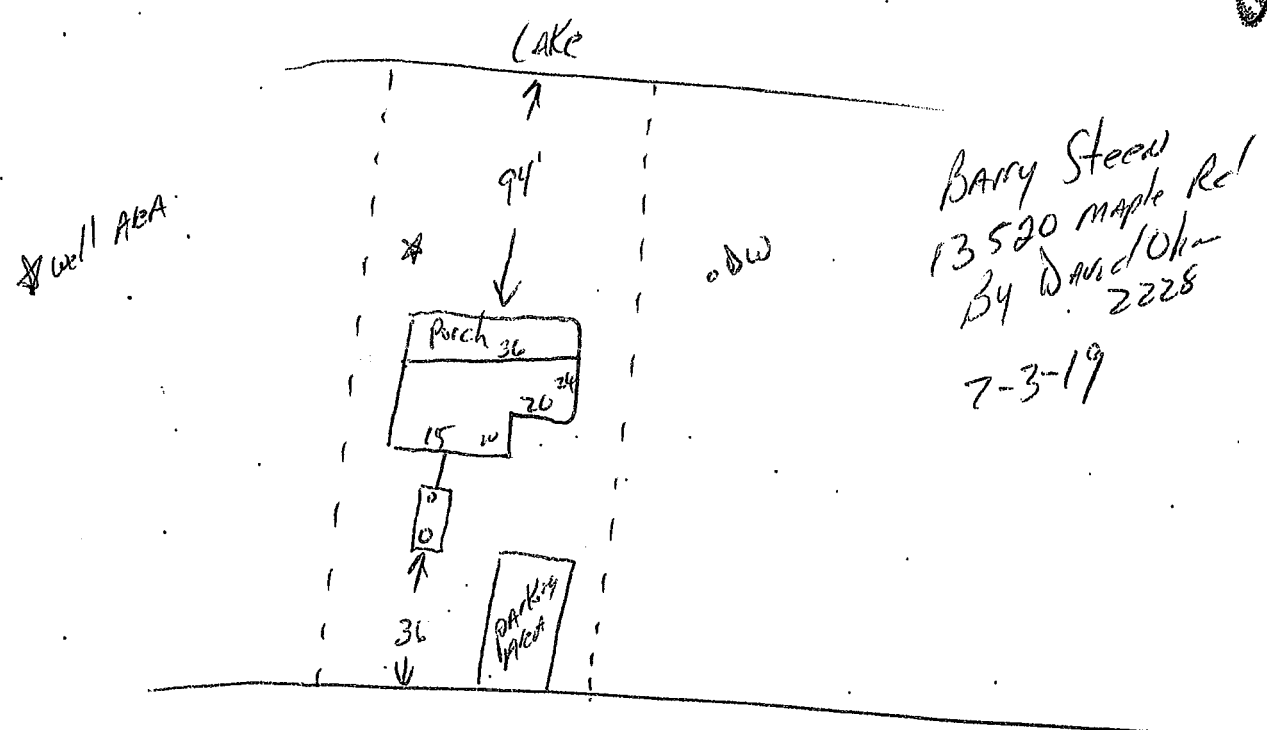 LAKE
94'
☆ well AREA
☆
.DW
Barry Steen
13520 Maple Rd
By David
2228
7-3-19
Porch
36
24
20
15 10
36
PArking
AreA